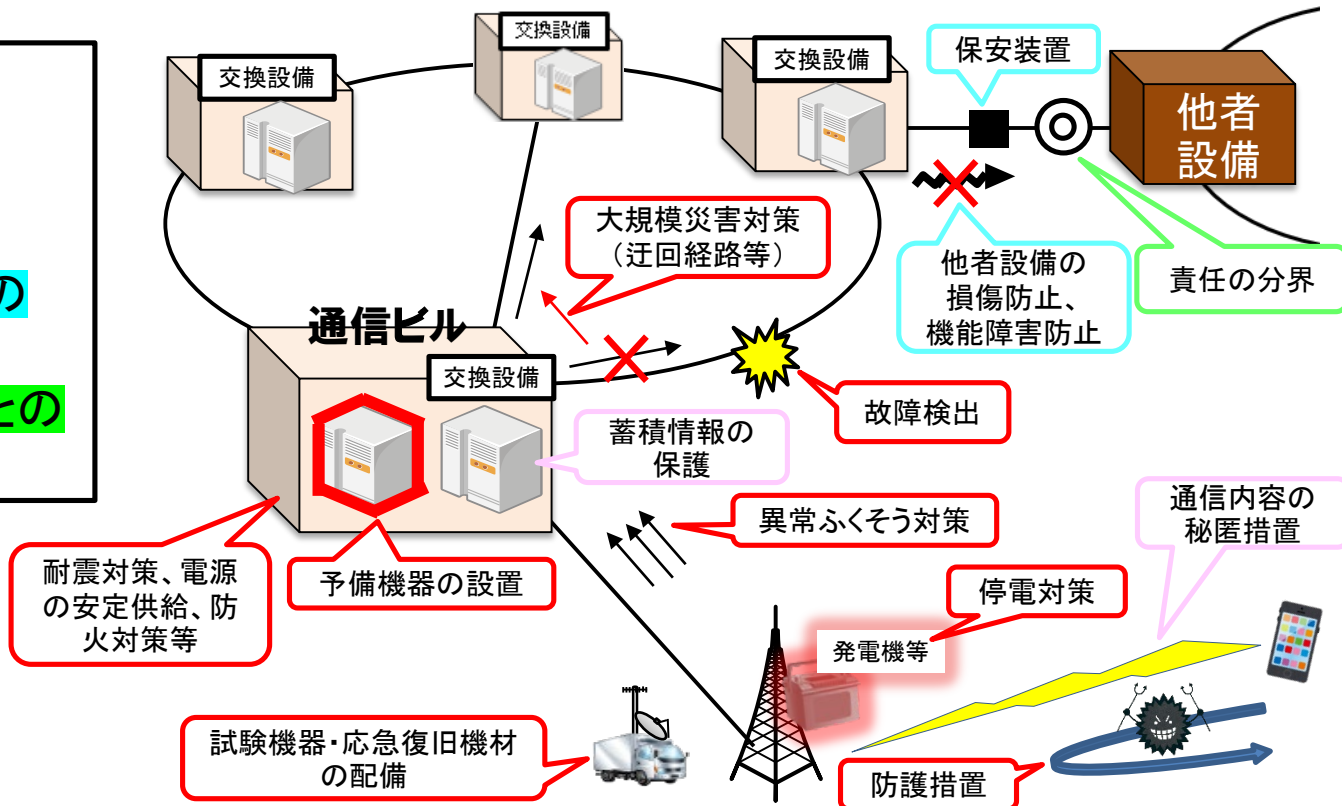 交換設備
交換設備
交換設備
保安装置
他者
設備
大規模災害対策
（迂回経路等）
他者設備の
損傷防止、
機能障害防止
責任の分界
の
との
通信ビル
交換設備
故障検出
蓄積情報の
保護
通信内容の
秘匿措置
異常ふくそう対策
耐震対策、電源
の安定供給、防
火対策等
予備機器の設置
停電対策
発電機等
試験機器・応急復旧機材
の配備
防護措置